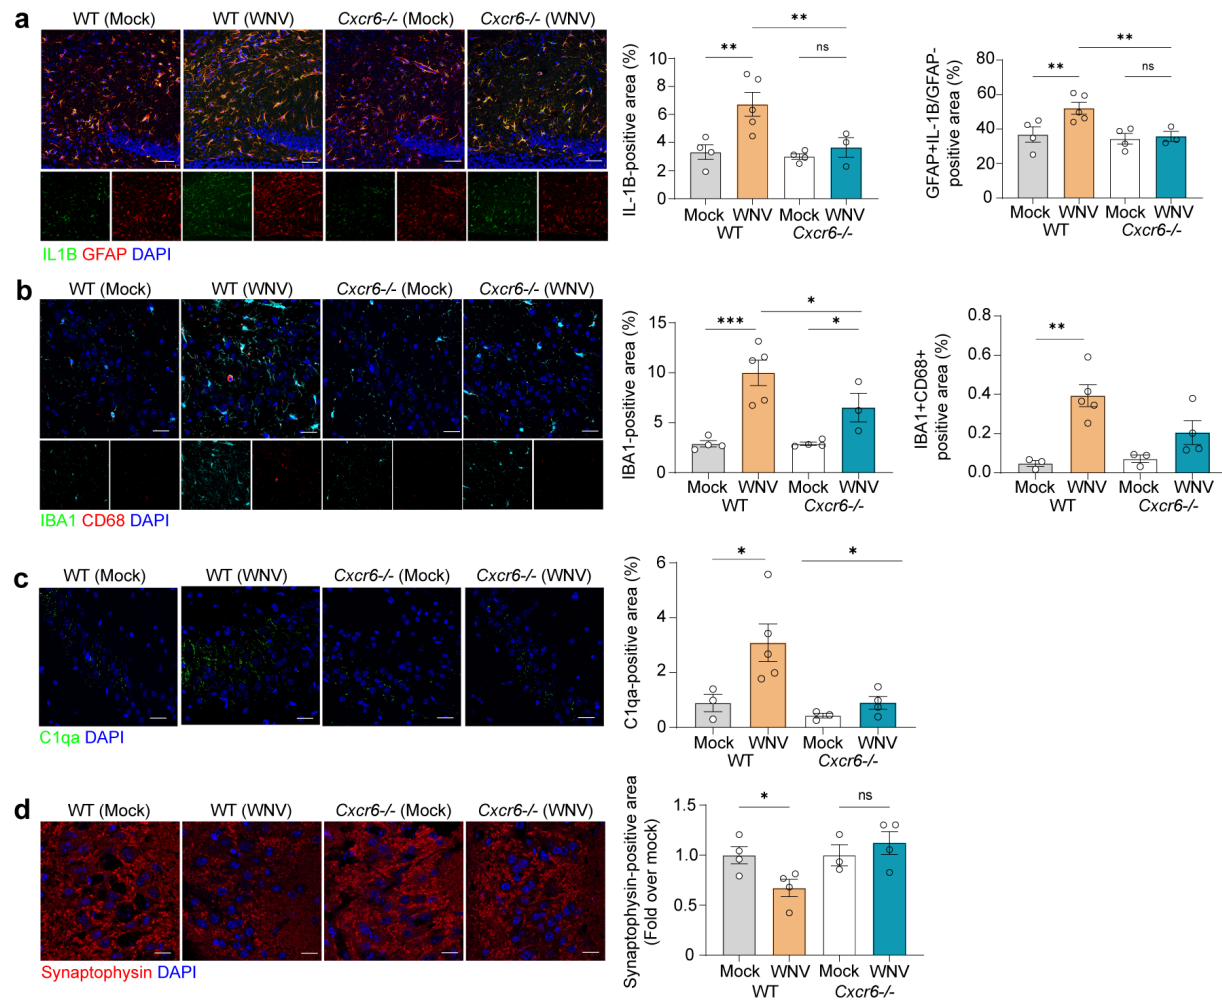 a
WT (Mock) WT (WNV) Cxcr6-/- (Mock) Cxcr6-/- (WNV)
IL1B GFAP DAPI
IL-1B-positive area (%)
10
8
6
4
2
0
** ** ns
Mock WNV Mock WNV
WT Cxcr6-/-
GFAP+IL-1B/GFAP-
positive area (%)
80
60
40
20
0
** ** ns
Mock WNV Mock WNV
WT Cxcr6-/-
b
WT (Mock) WT (WNV) Cxcr6-/- (Mock) Cxcr6-/- (WNV)
IBA1 CD68 DAPI
IBA1-positive area (%)
15
10
5
0
*** * *
Mock WNV Mock WNV
WT Cxcr6-/-
IBA1+CD68+
positive area (%)
0.8
0.6
0.4
0.2
0.0
**
Mock WNV Mock WNV
WT Cxcr6-/-
c
WT (Mock) WT (WNV) Cxcr6-/- (Mock) Cxcr6-/- (WNV)
C1qa DAPI
C1qa-positive area (%)
6
4
2
0
* *
Mock WNV Mock WNV
WT Cxcr6-/-
d
WT (Mock) WT (WNV) Cxcr6-/- (Mock) Cxcr6-/- (WNV)
Synaptophysin DAPI
Synaptophysin-positive area
(Fold over mock)
1.5
1.0
0.5
0
* ns
Mock WNV Mock WNV
WT Cxcr6-/-